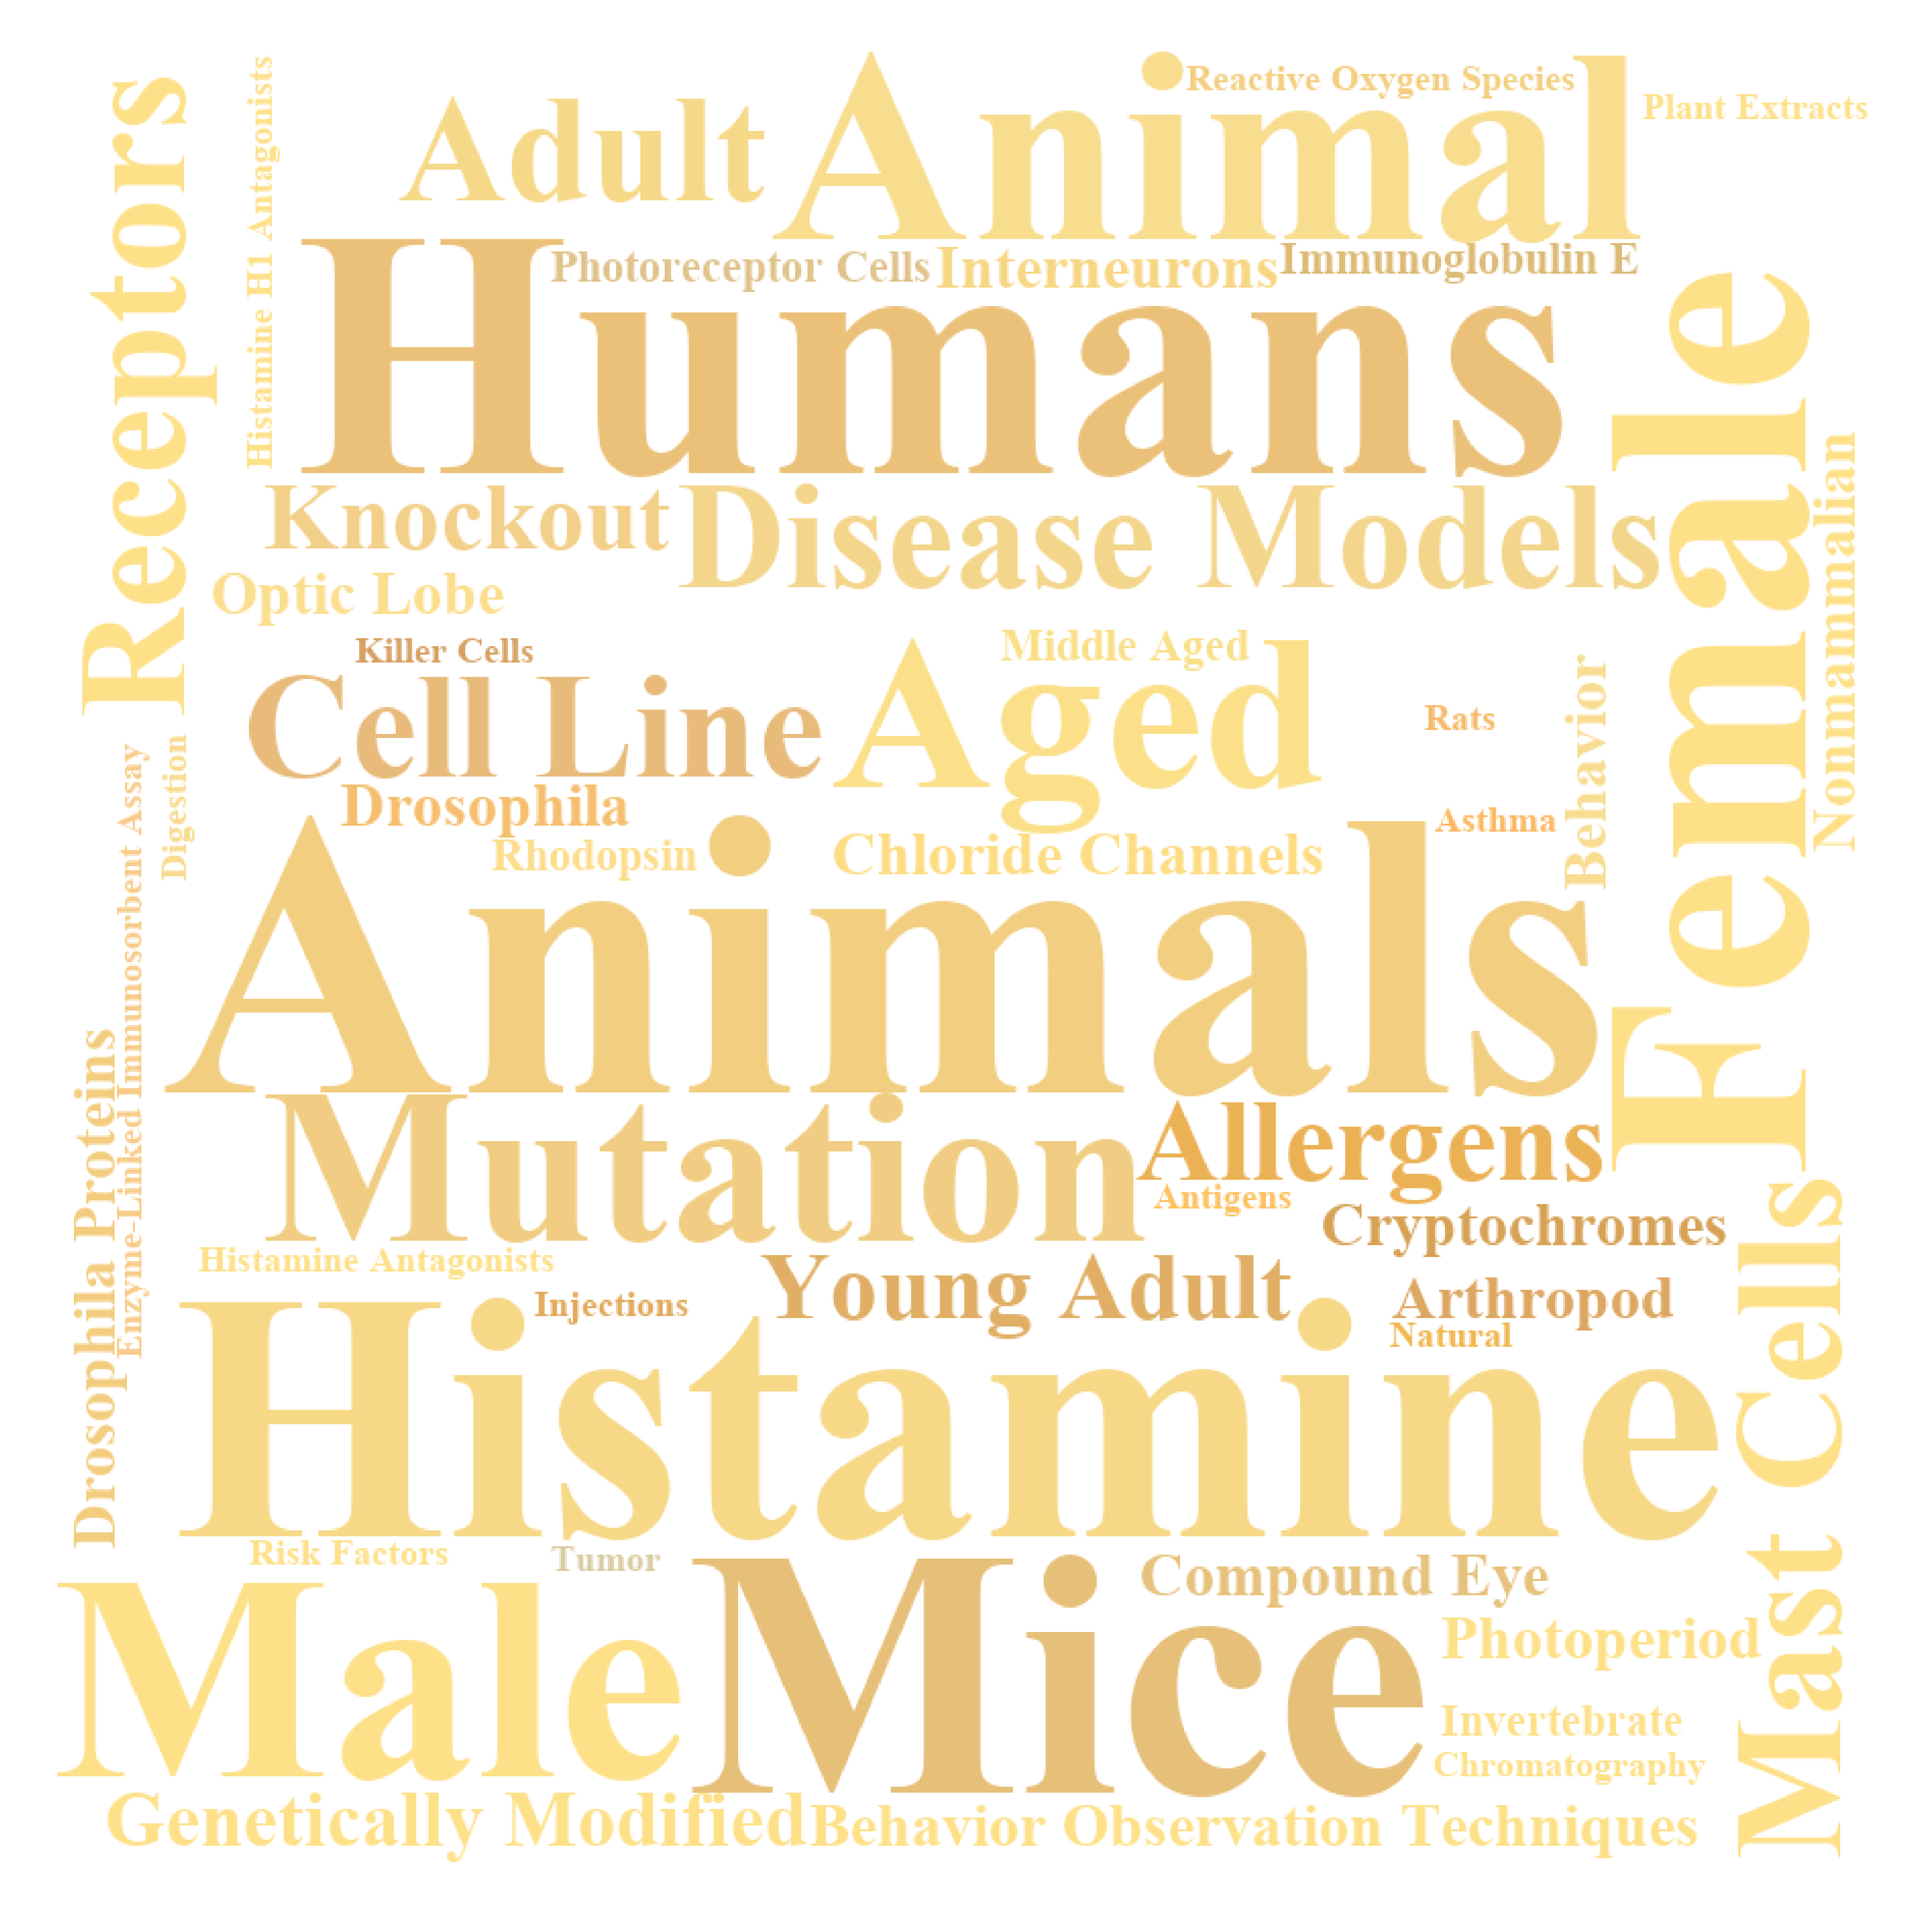 Receptors
Histamine H1 Antagonists
Adult
Animal
Reactive Oxygen Species
Plant Extracts
Humans
Photoreceptor Cells
Interneurons
Immunoglobulin E
Female
Nonmammalian
Knockout
Disease Models
Optic Lobe
Killer Cells
Cell Line
Aged
Middle Aged
Rats
Behavior
Digestion
Enzyme-Linked Immunosorbent Assay
Drosophila
Rhodopsin
Chloride Channels
Asthma
Animals
Drosophila Proteins
Mutation
Allergens
Antigens
Cryptochromes
Mast Cells
Histamine Antagonists
Injections
Young Adult
Arthropod
Natural
Histamine
Risk Factors
Tumor
Male
Mice
Compound Eye
Photoperiod
Invertebrate
Chromatography
Genetically Modified
Behavior Observation Techniques